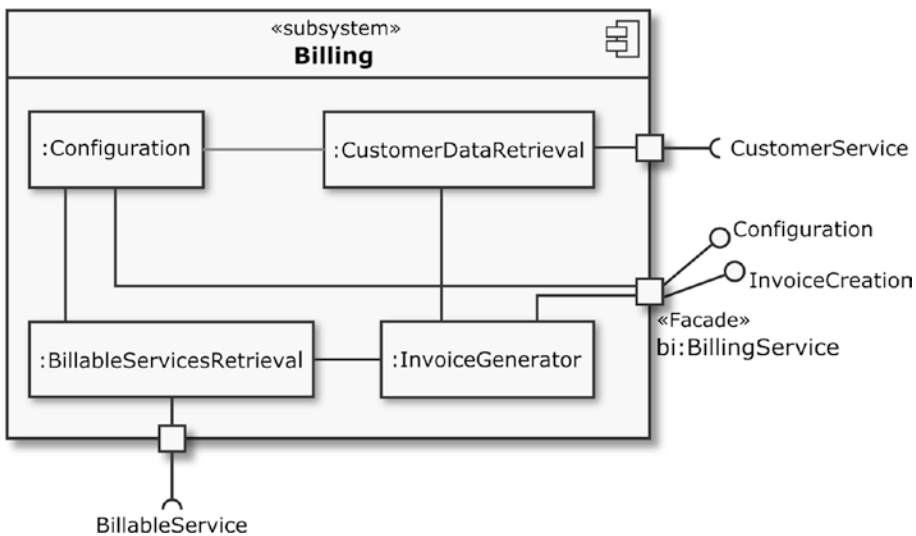 «subsystem»
Billing
:Configuration
:CustomerDataRetrieval
CustomerService
Configuration
InvoiceCreation
«Facade»
bi:BillingService
:BillableServicesRetrieval
:InvoiceGenerator
BillableService